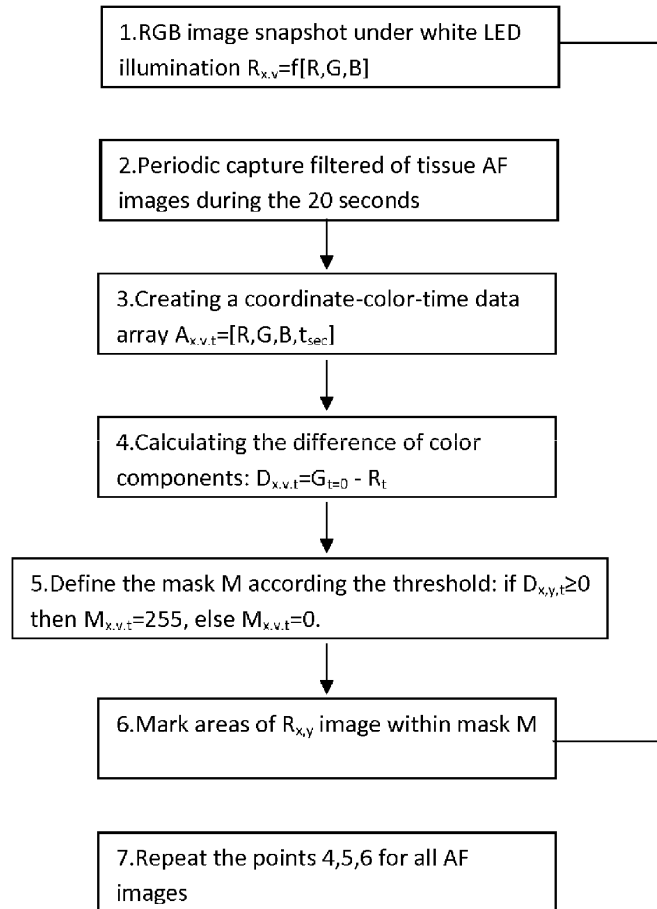 1.RGB image snapshot under white LED
illumination Rx.y=f[R,G,B]
2.Periodic capture filtered of tissue AF
images during the 20 seconds
3.Creating a coordinate-color-time data
array Ax.y.t=[R,G,B,tsec]
4.Calculating the difference of color
components: Dx.y.t=Gt=0 - Rt
5.Define the mask M according the threshold: if Dx,y,t≥0
then Mx.y.t=255, else Mx.y.t=0.
6.Mark areas of Rx,y image within mask M
7.Repeat the points 4,5,6 for all AF
images